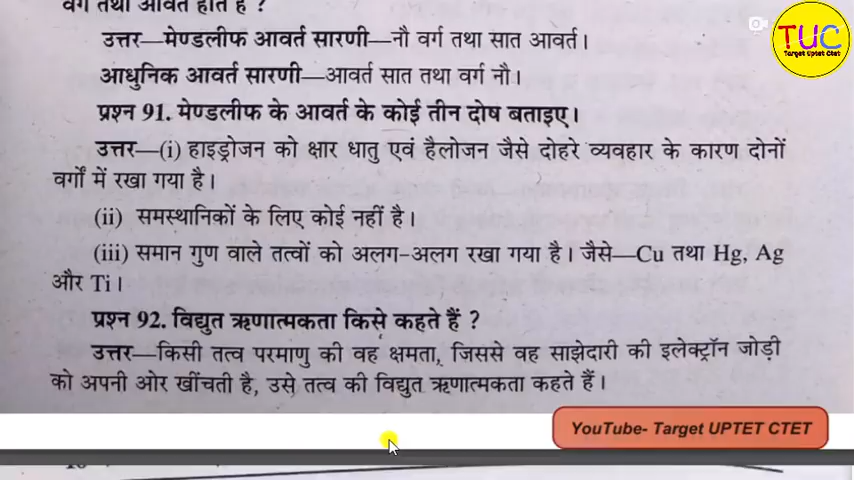 वर्ग तथा आवर्त होते हैं ?
उत्तर—मेण्डलीफ आवर्त सारणी—नौ वर्ग तथा सात आवर्त।
आधुनिक आवर्त सारणी—आवर्त सात तथा वर्ग नौ।
प्रश्न 91. मेण्डलीफ के आवर्त के कोई तीन दोष बताइए।
उत्तर—(i) हाइड्रोजन को क्षार धातु एवं हैलोजन जैसे दोहरे व्यवहार के कारण दोनों
वर्गों में रखा गया है।
(ii) समस्थानिकों के लिए कोई नहीं है।
(iii) समान गुण वाले तत्वों को अलग-अलग रखा गया है। जैसे—Cu तथा Hg, Ag
और Ti।
प्रश्न 92. विद्युत ऋणात्मकता किसे कहते हैं ?
उत्तर—किसी तत्व परमाणु की वह क्षमता, जिससे वह साझेदारी की इलेक्ट्रॉन जोड़ी
को अपनी ओर खींचती है, उसे तत्व की विद्युत ऋणात्मकता कहते हैं।
TUC
Target Uptet Ctet
YouTube- Target UPTET CTET